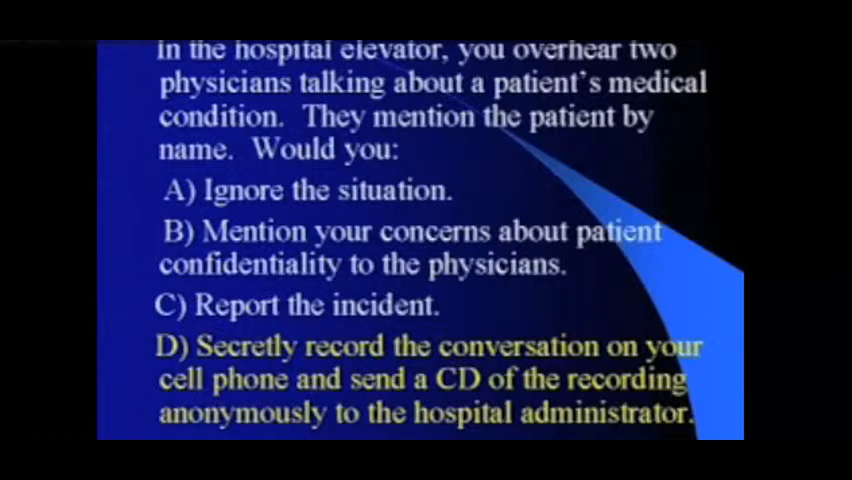 In the hospital elevator, you overhear two
physicians talking about a patient's medical
condition. They mention the patient by
name. Would you:
A) Ignore the situation.
B) Mention your concerns about patient
confidentiality to the physicians.
C) Report the incident.
D) Secretly record the conversation on your
cell phone and send a CD of the recording
anonymously to the hospital administrator.